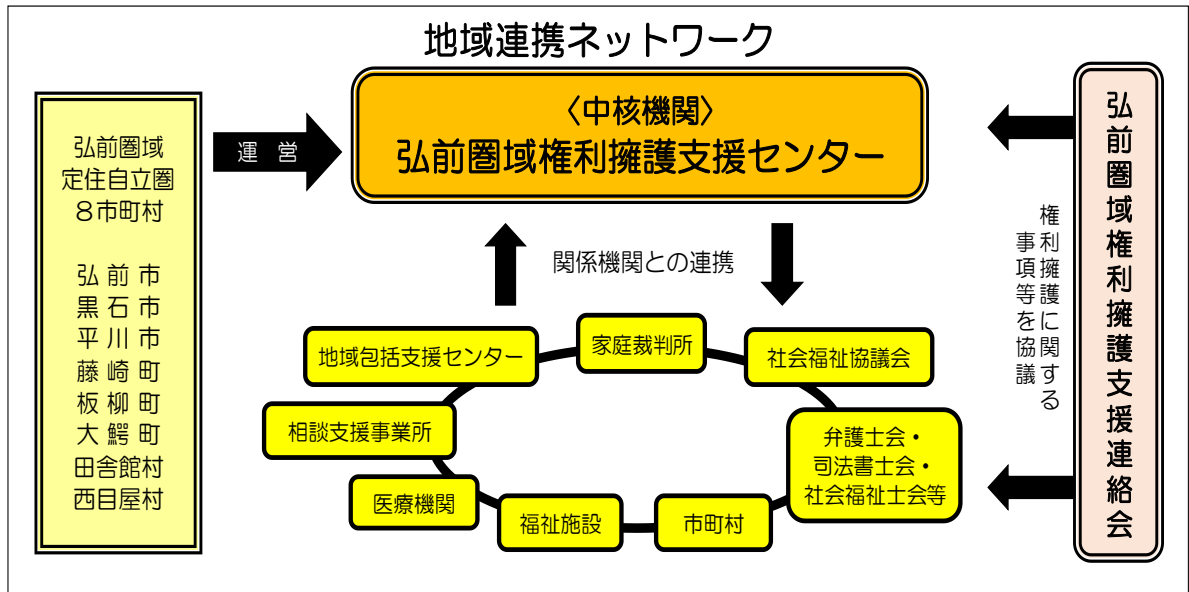 地域連携ネットワーク
弘前圏域
定住自立圏
８市町村
弘前市
黒石市
平川市
藤崎町
板柳町
大鰐町
田舎館村
西目屋村
運営
〈中核機関〉
弘前圏域権利擁護支援センター
関係機関との連携
地域包括支援センター
家庭裁判所
社会福祉協議会
相談支援事業所
弁護士会・
司法書士会・
社会福祉士会等
医療機関
福祉施設
市町村
権利擁護に関する
事項等を協議
弘前圏域権利擁護支援連絡会